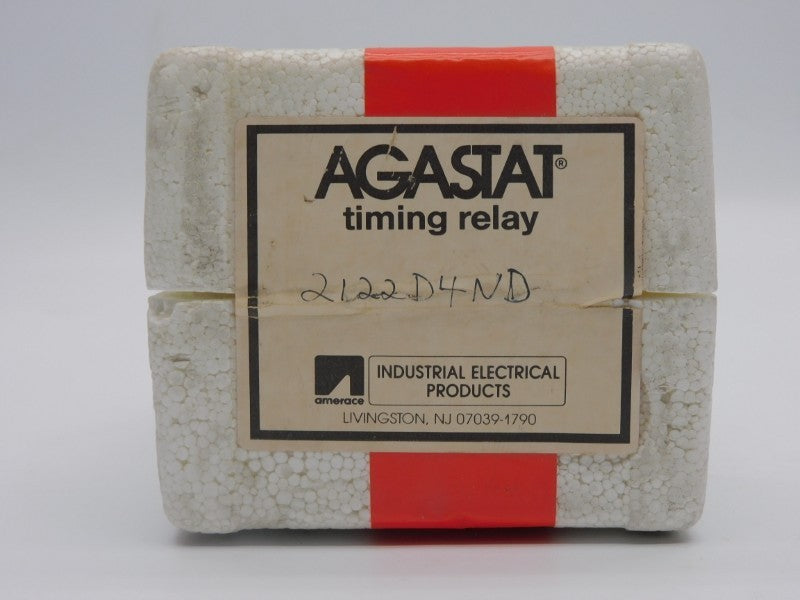 AGASTAT®
timing relay
2122D4ND
amerace
INDUSTRIAL ELECTRICAL
PRODUCTS
LIVINGSTON, NJ 07039-1790